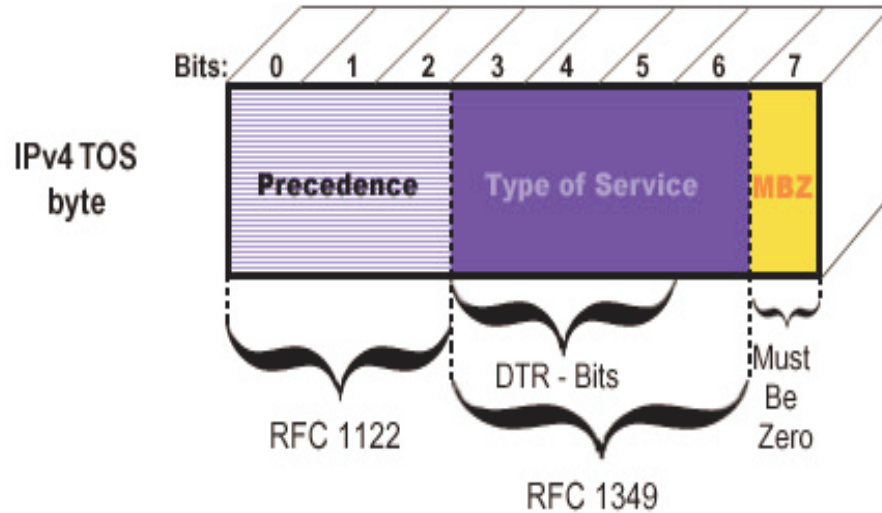 Bits: 0 1 2 3 4 5 6 7
IPv4 TOS
byte
Precedence
Type of Service
MBZ
DTR - Bits
Must
Be
Zero
RFC 1122
RFC 1349